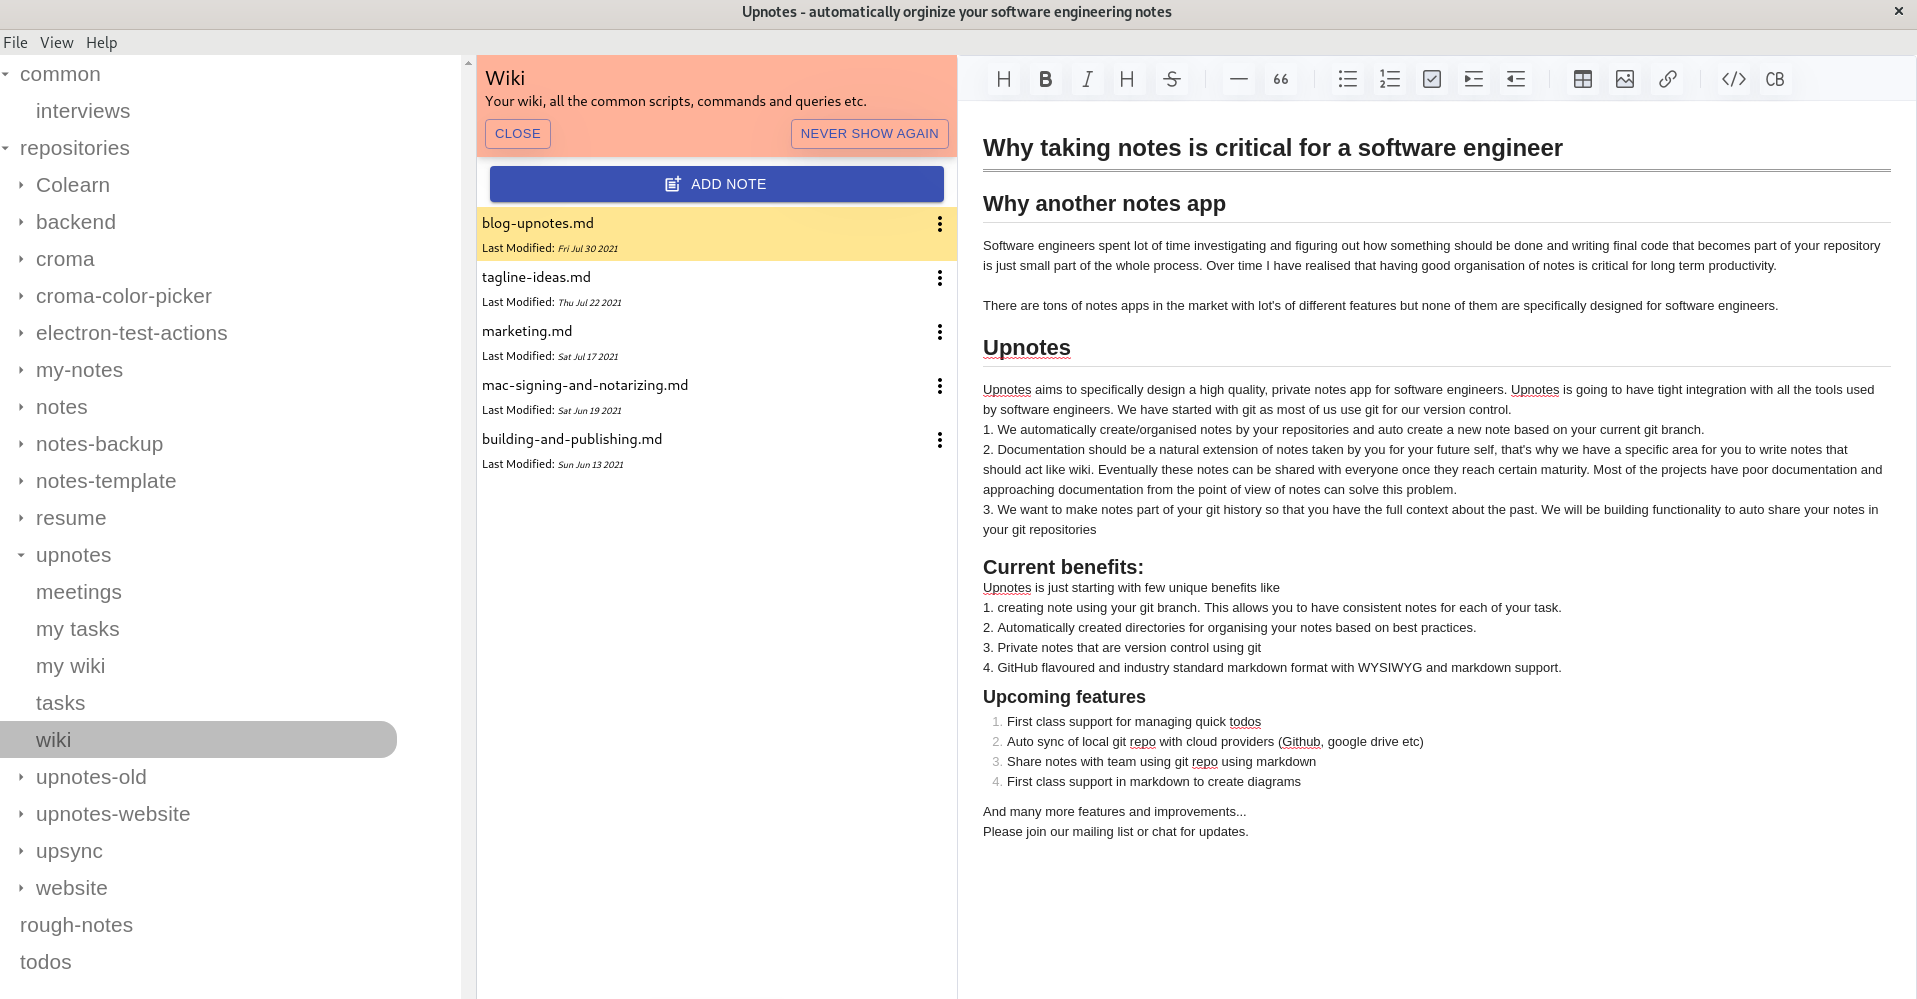 Upnotes - automatically orginize your software engineering notes
File View Help
common
interviews
repositories
Colearn
backend
croma
croma-color-picker
electron-test-actions
my-notes
notes
notes-backup
notes-template
resume
upnotes
meetings
my tasks
my wiki
tasks
wiki
upnotes-old
upnotes-website
upsync
website
rough-notes
todos
Wiki
Your wiki, all the common scripts, commands and queries etc.
CLOSE NEVER SHOW AGAIN
ADD NOTE
blog-upnotes.md
Last Modified: Fri Jul 30 2021
tagline-ideas.md
Last Modified: Thu Jul 22 2021
marketing.md
Last Modified: Sat Jul 17 2021
mac-signing-and-notarizing.md
Last Modified: Sat Jun 19 2021
building-and-publishing.md
Last Modified: Sun Jun 13 2021
H B I H S 66 </> CB
Why taking notes is critical for a software engineer
Why another notes app
Software engineers spent lot of time investigating and figuring out how something should be done and writing final code that becomes part of your repository
is just small part of the whole process. Over time I have realised that having good organisation of notes is critical for long term productivity.
There are tons of notes apps in the market with lot's of different features but none of them are specifically designed for software engineers.
Upnotes
Upnotes aims to specifically design a high quality, private notes app for software engineers. Upnotes is going to have tight integration with all the tools used
by software engineers. We have started with git as most of us use git for our version control.
1. We automatically create/organised notes by your repositories and auto create a new note based on your current git branch.
2. Documentation should be a natural extension of notes taken by you for your future self, that's why we have a specific area for you to write notes that
should act like wiki. Eventually these notes can be shared with everyone once they reach certain maturity. Most of the projects have poor documentation and
approaching documentation from the point of view of notes can solve this problem.
3. We want to make notes part of your git history so that you have the full context about the past. We will be building functionality to auto share your notes in
your git repositories
Current benefits:
Upnotes is just starting with few unique benefits like
1. creating note using your git branch. This allows you to have consistent notes for each of your task.
2. Automatically created directories for organising your notes based on best practices.
3. Private notes that are version control using git
4. GitHub flavoured and industry standard markdown format with WYSIWYG and markdown support.
Upcoming features
1. First class support for managing quick todos
2. Auto sync of local git repo with cloud providers (Github, google drive etc)
3. Share notes with team using git repo using markdown
4. First class support in markdown to create diagrams
And many more features and improvements...
Please join our mailing list or chat for updates.